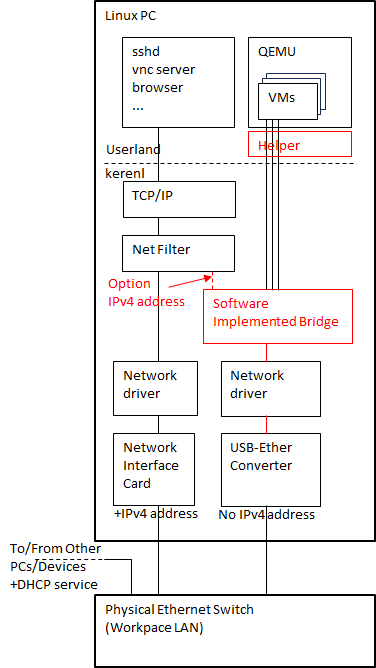 Linux PC
sshd
vnc server
browser
...
QEMU
VMs
Helper
Userland
kerenl
TCP/IP
Net Filter
Option
IPv4 address
Software
Implemented Bridge
Network
driver
Network
driver
Network
Interface
Card
USB-Ether
Converter
+IPv4 address
No IPv4 address
To/From Other
PCs/Devices
+DHCP service
Physical Ethernet Switch
(Workpace LAN)